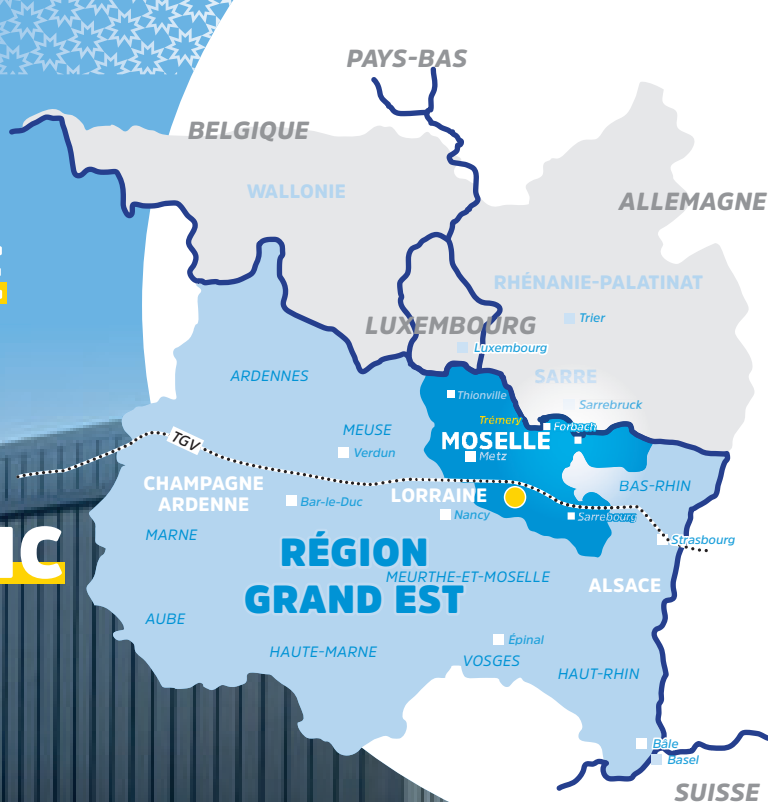 PAYS-BAS
BELGIQUE
WALLONIE
ALLEMAGNE
RHÉNANIE-PALATINAT
Trier
LUXEMBOURG
Luxembourg
SARRE
ARDENNES
Thionville
Sarrebruck
Trémery
Forbach
MEUSE
MOSELLE
TGV
Verdun
Metz
CHAMPAGNE
ARDENNE
LORRAINE
BAS-RHIN
Bar-le-Duc
Nancy
Sarrebourg
MARNE
Strasbourg
IC
RÉGION
GRAND EST
MEURTHE-ET-MOSELLE
ALSACE
AUBE
Épinal
HAUTE-MARNE
VOSGES
HAUT-RHIN
Bâle
Basel
SUISSE